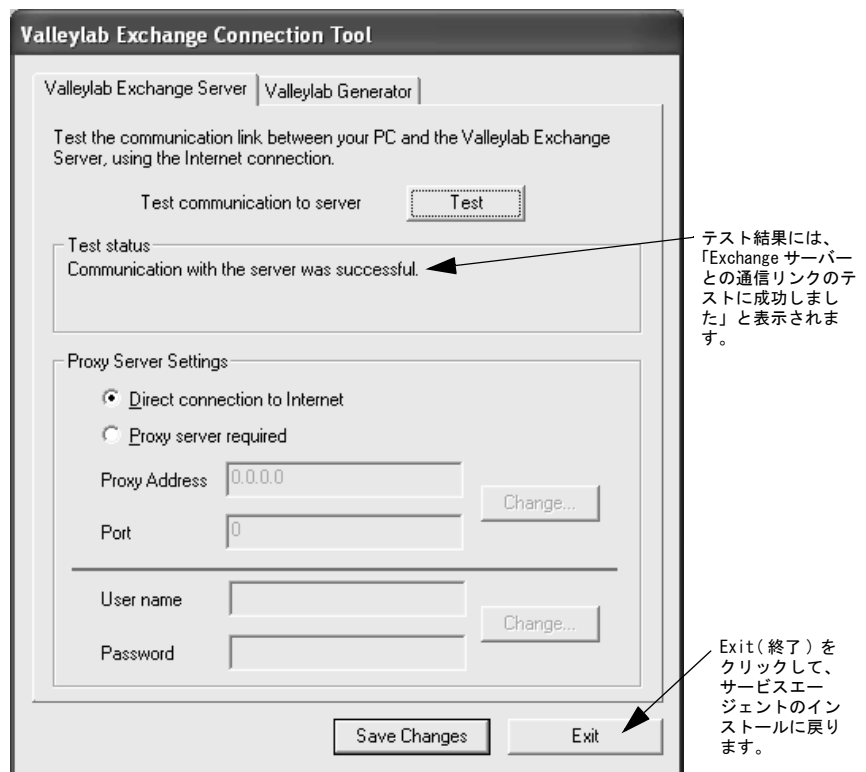 Valleylab Exchange Connection Tool
Valleylab Exchange Server
Valleylab Generator
Test the communication link between your PC and the Valleylab Exchange
Server, using the Internet connection.
Test communication to server
Test
Test status
Communication with the server was successful.
テスト結果には、
「Exchange サーバー
との通信リンクのテ
ストに成功しまし
た」と表示されま
す。
Proxy Server Settings
Direct connection to Internet
Proxy server required
Proxy Address
0.0.0.0
Change...
Port
0
User name
Change...
Password
Exit(終了)を
クリックして、
サービスエー
ジェントのイン
ストールに戻り
ます。
Save Changes
Exit